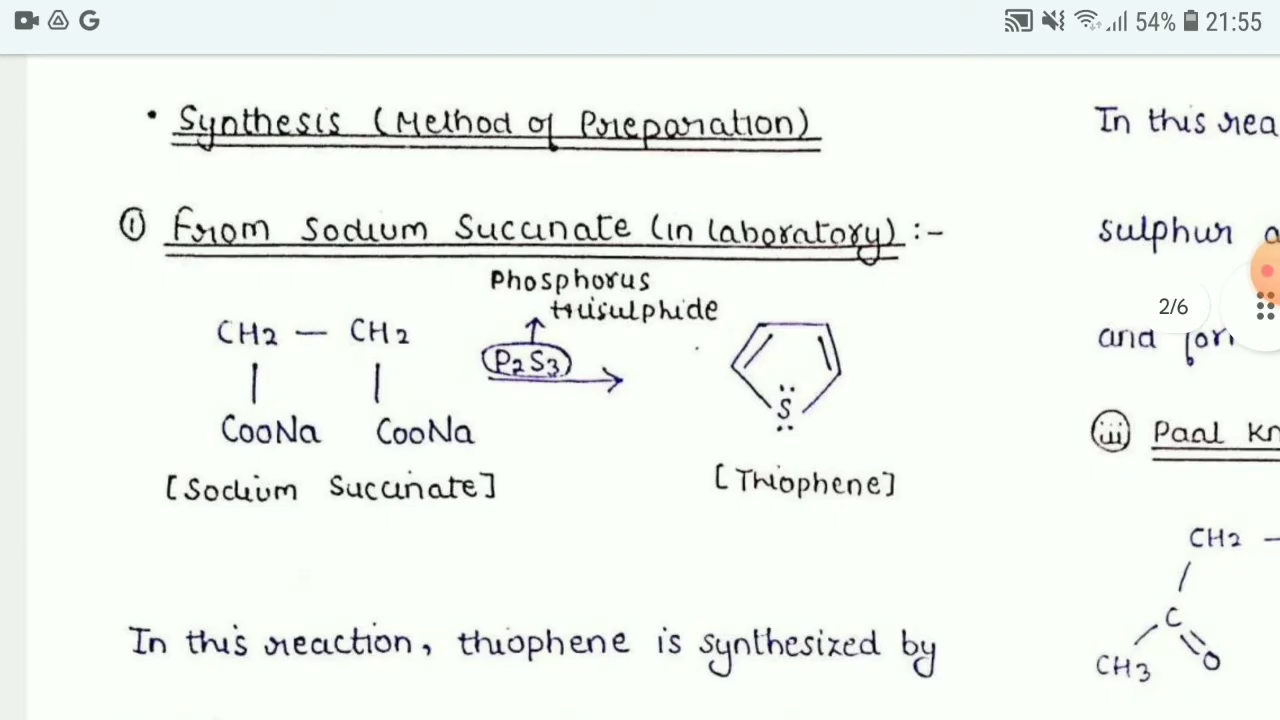 54% 21:55
• Synthesis (Method of Preparation)
① From Sodium Succinate (in laboratory) :-
Phosphorus
trisulphide
CH2 — CH2
P2S3
S
CooNa CooNa
[Sodium Succinate]
[Thiophene]
In this reaction, thiophene is synthesized by
In this rea
sulphur a
2/6
and for
(iii) Paal Kn
CH2 —
C
CH3 O